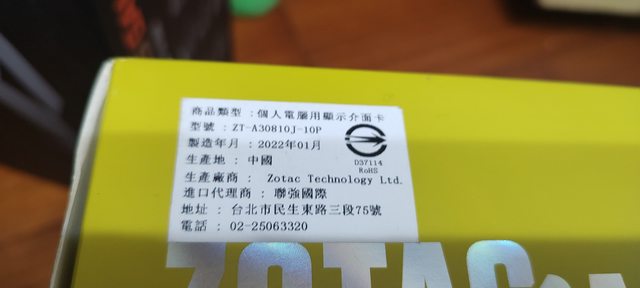 商品類型 : 個人電腦用顯示介面卡
型號 : ZT-A30810J-10P
製造年月 : 2022年01月
生產地 : 中國
D37114
RoHS
生產廠商 : Zotac Technology Ltd.
進口代理商 : 聯強國際
地址 : 台北市民生東路三段75號
電話 : 02-25063320
ZOTAC